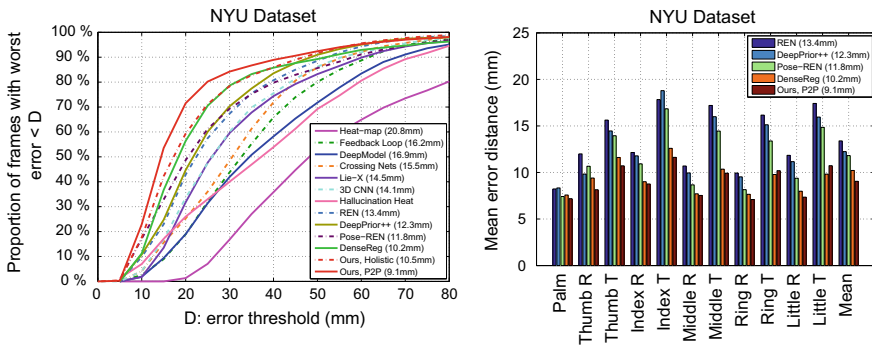 NYU Dataset
Proportion of frames with worst
error < D
100 %
90 %
80 %
70 %
60 %
50 %
40 %
30 %
20 %
10 %
0 %
Heat-map (20.8mm)
Feedback Loop (16.2mm)
DeepModel (16.9mm)
Crossing Nets (15.5mm)
Lie-X (14.5mm)
3D CNN (14.1mm)
Hallucination Heat
REN (13.4mm)
DeepPrior++ (12.3mm)
Pose-REN (11.8mm)
DenseReg (10.2mm)
Ours, Holistic (10.5mm)
Ours, P2P (9.1mm)
0 10 20 30 40 50 60 70 80
D: error threshold (mm)
NYU Dataset
Mean error distance (mm)
25
20
15
10
5
0
REN (13.4mm)
DeepPrior++ (12.3mm)
Pose-REN (11.8mm)
DenseReg (10.2mm)
Ours, P2P (9.1mm)
Palm
Thumb R
Thumb T
Index R
Index T
Middle R
Middle T
Ring R
Ring T
Little R
Little T
Mean